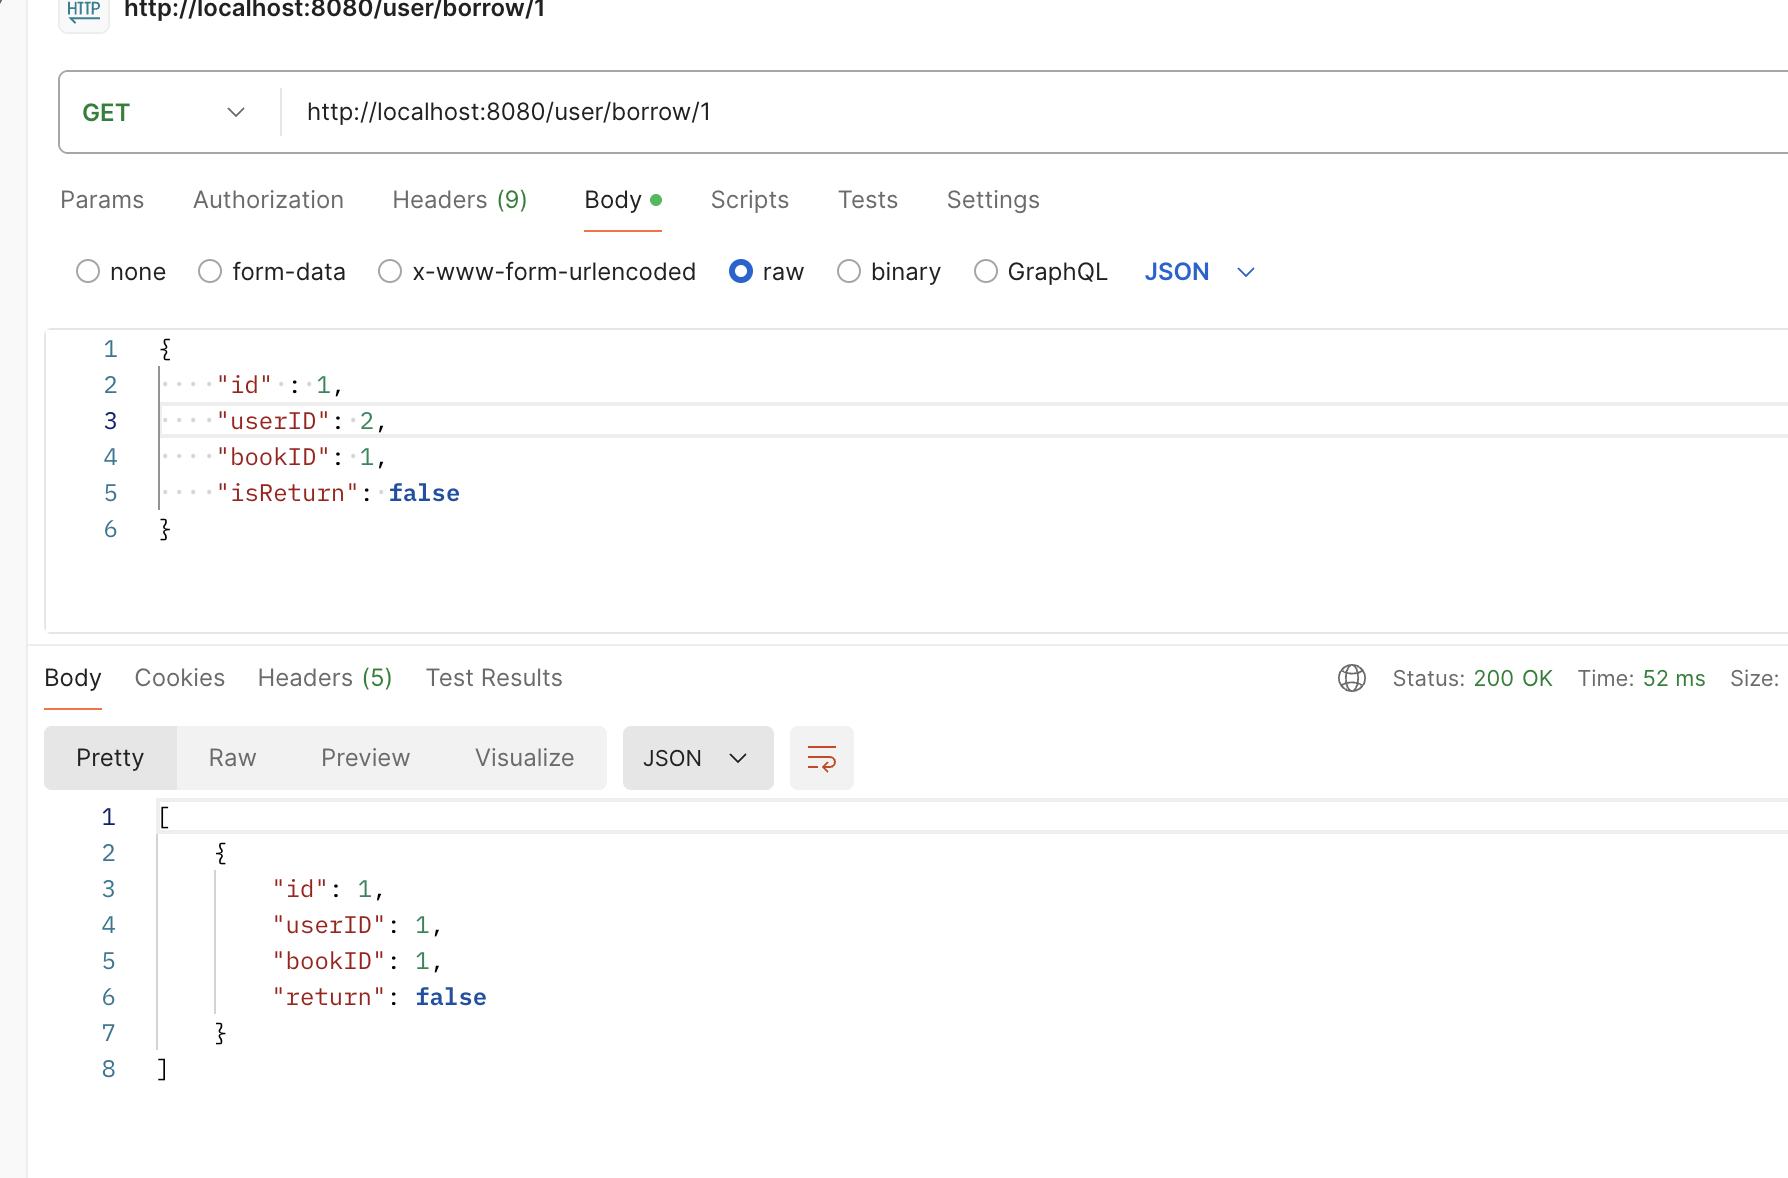 HTTP http://localhost:8080/user/borrow/1
GET http://localhost:8080/user/borrow/1
Params Authorization Headers (9) Body Scripts Tests Settings
none form-data x-www-form-urlencoded raw binary GraphQL JSON
1 {
2 "id" : 1,
3 "userID": 2,
4 "bookID": 1,
5 "isReturn": false
6 }
Body Cookies Headers (5) Test Results Status: 200 OK Time: 52 ms Size:
Pretty Raw Preview Visualize JSON
1 [
2 {
3 "id": 1,
4 "userID": 1,
5 "bookID": 1,
6 "return": false
7 }
8 ]